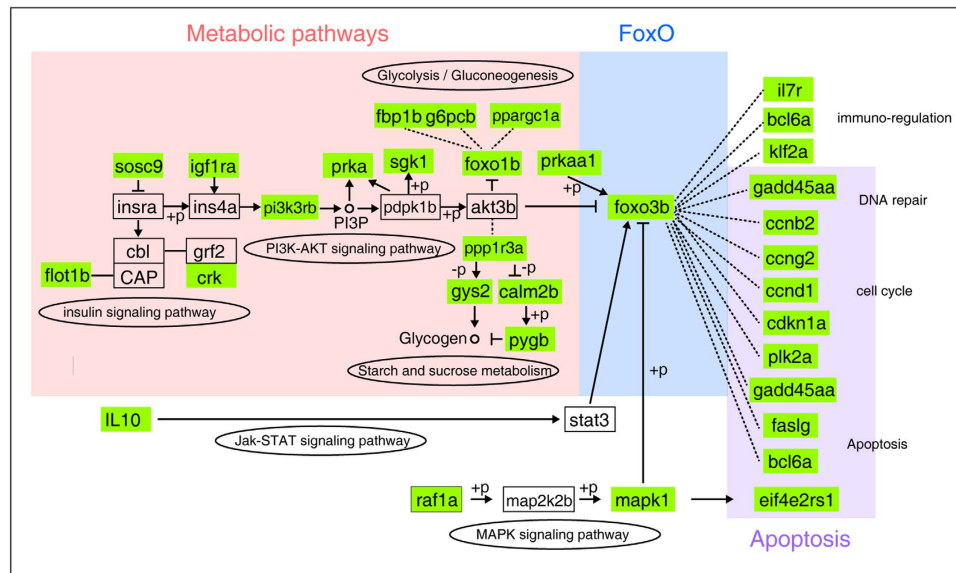 Metabolic pathways
FoxO
Glycolysis / Gluconeogenesis
fbp1b g6pcb
ppargc1a
il7r
bcl6a
immuno-regulation
klf2a
sosc9
igf1ra
prka
sgk1
foxo1b
prkaa1
+p
+p
gadd45aa
DNA repair
insra
+p
ins4a
pi3k3rb
PI3P
pdpk1b
+p
akt3b
foxo3b
ccnb2
cbl
grf2
PI3K-AKT signaling pathway
ppp1r3a
ccng2
flot1b
CAP
crk
-p
-p
gys2
calm2b
ccnd1
cell cycle
insulin signaling pathway
+p
cdkn1a
Glycogen
pygb
plk2a
Starch and sucrose metabolism
+p
gadd45aa
IL10
stat3
faslg
Jak-STAT signaling pathway
Apoptosis
bcl6a
raf1a
+p
map2k2b
+p
mapk1
eif4e2rs1
MAPK signaling pathway
Apoptosis